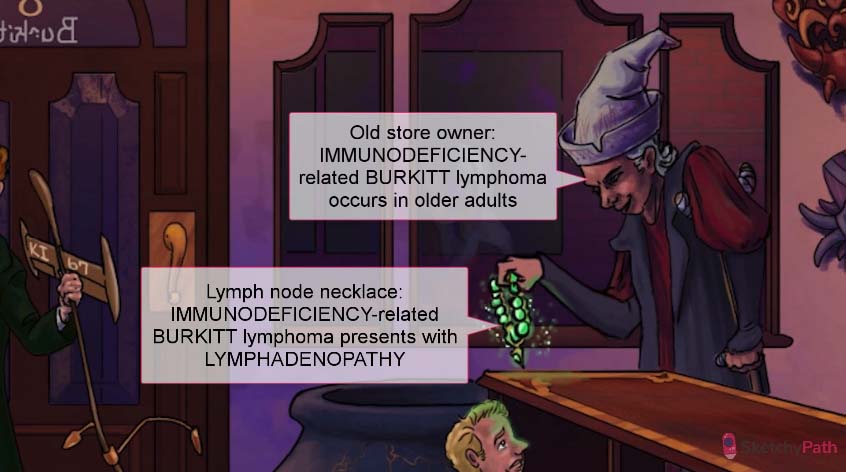 Burkitt
Old store owner:
IMMUNODEFICIENCY-
related BURKITT lymphoma
occurs in older adults
KI 67
Lymph node necklace:
IMMUNODEFICIENCY-related
BURKITT lymphoma presents with
LYMPHADENOPATHY
SketchyPath